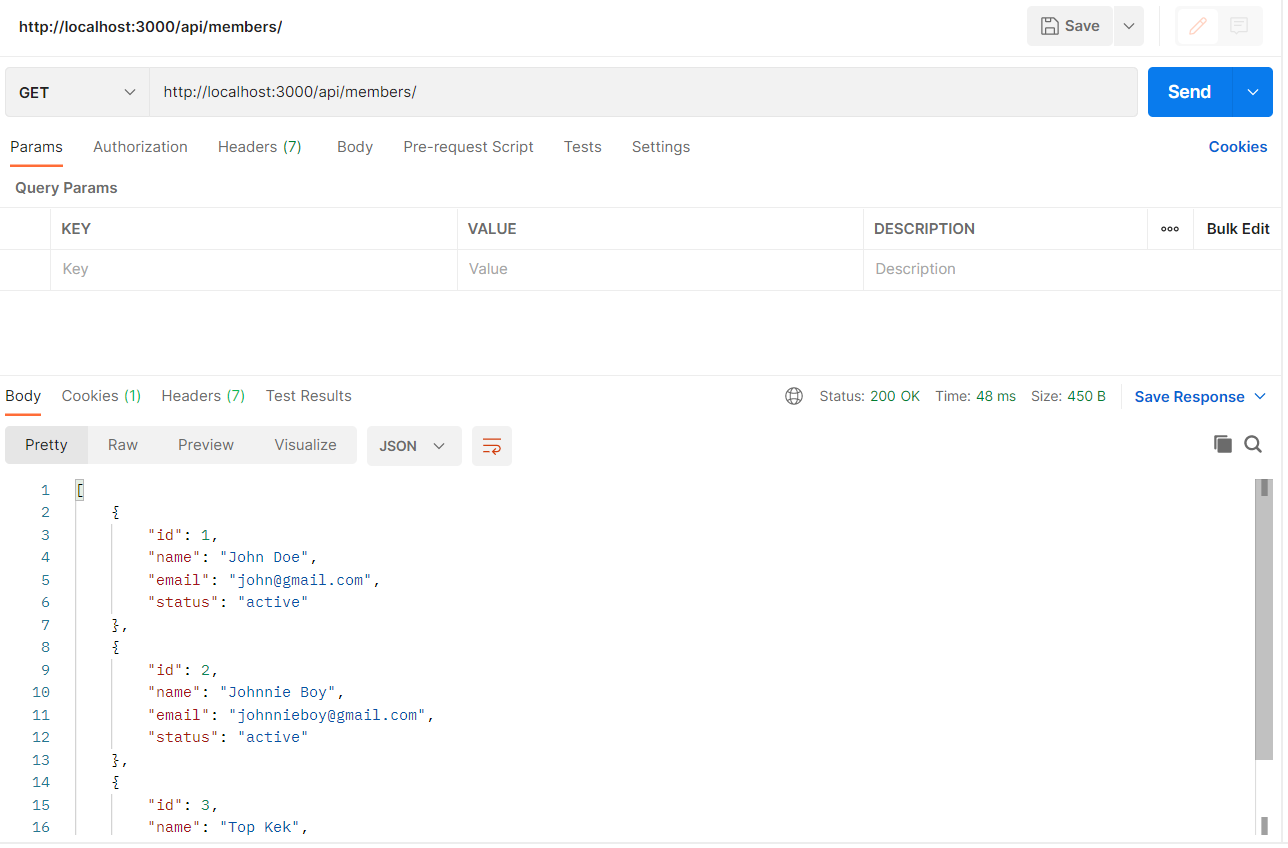 http://localhost:3000/api/members/ Save
GET http://localhost:3000/api/members/ Send
Params Authorization Headers (7) Body Pre-request Script Tests Settings Cookies
Query Params
KEY VALUE DESCRIPTION ooo Bulk Edit
Key Value Description
Body Cookies (1) Headers (7) Test Results Status: 200 OK Time: 48 ms Size: 450 B Save Response
Pretty Raw Preview Visualize JSON
1 [
2 {
3 "id": 1,
4 "name": "John Doe",
5 "email": "john@gmail.com",
6 "status": "active"
7 },
8 {
9 "id": 2,
10 "name": "Johnnie Boy",
11 "email": "johnnieboy@gmail.com",
12 "status": "active"
13 },
14 {
15 "id": 3,
16 "name": "Top Kek",